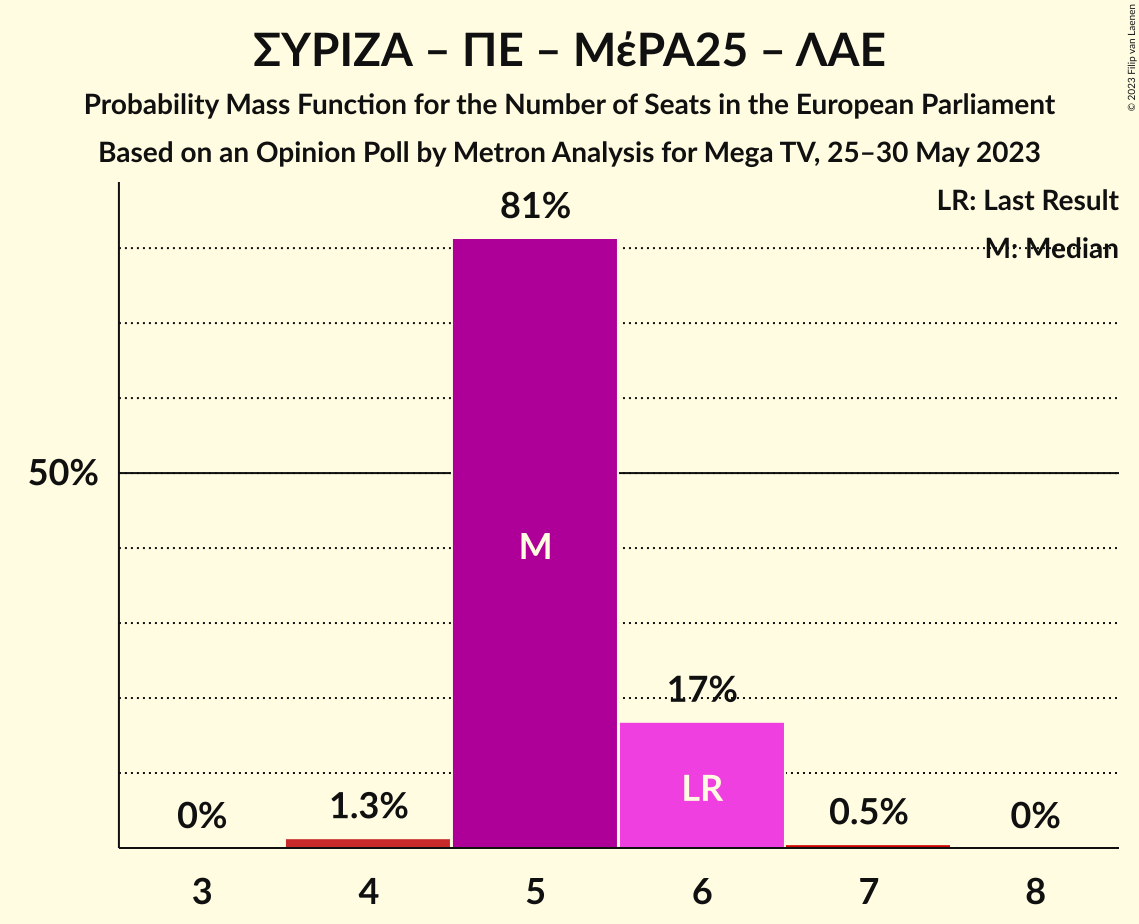 ΣΥΡΙΖΑ – ΠΕ – ΜέΡΑ25 – ΛΑΕ
Probability Mass Function for the Number of Seats in the European Parliament
Based on an Opinion Poll by Metron Analysis for Mega TV, 25–30 May 2023
© 2023 Filip van Laenen
LR: Last Result
M: Median
50%
0%
1.3%
81%
17%
0.5%
0%
M
LR
3
4
5
6
7
8